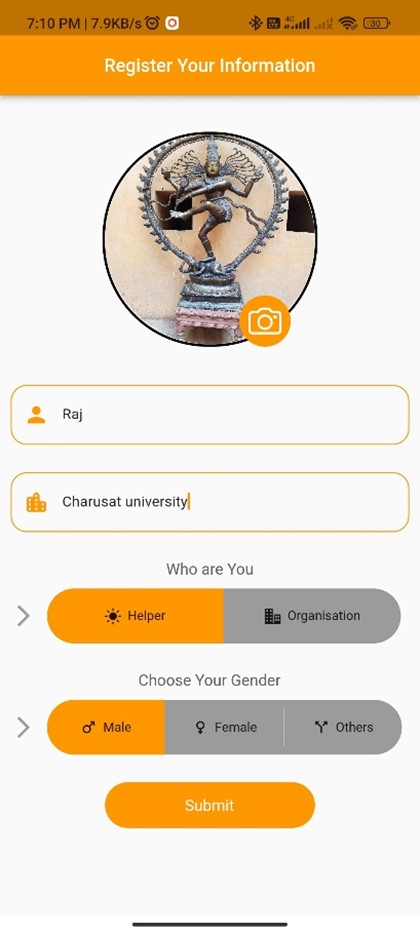 7:10 PM | 7.9KB/s
4G
30
Register Your Information
Raj
Charusat university
Who are You
Helper
Organisation
Choose Your Gender
Male
Female
Others
Submit